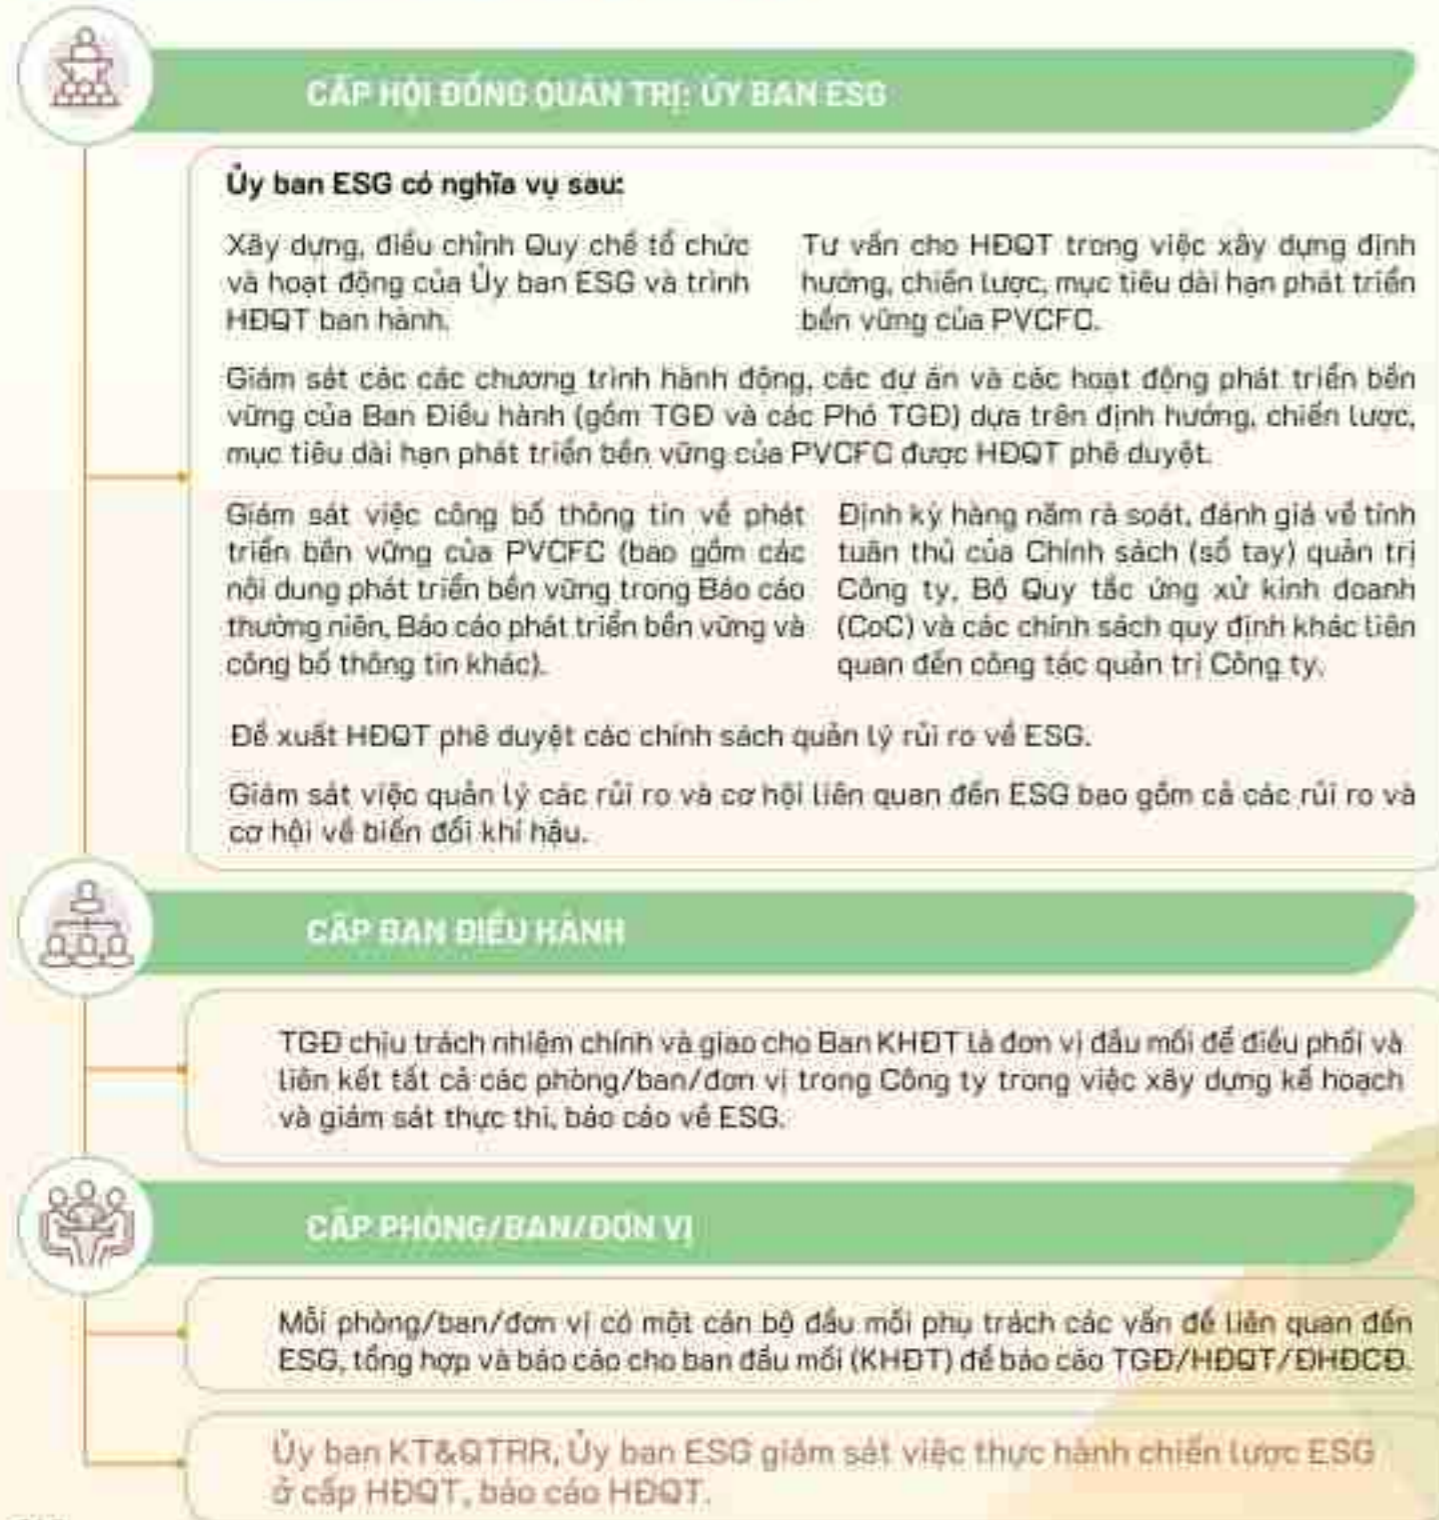 CẤP HỘI ĐỒNG QUẢN TRỊ: ỦY BAN ESG
Ủy ban ESG có nghĩa vụ sau:
Xây dựng, điều chỉnh Quy chế tổ chức
và hoạt động của Ủy ban ESG và trình
HĐQT ban hành.
Tư vấn cho HĐQT trong việc xây dựng định
hướng, chiến lược, mục tiêu dài hạn phát triển
bền vững của PVCFC.
Giám sát các các chương trình hành động, các dự án và các hoạt động phát triển bền
vững của Ban Điều hành (gồm TGĐ và các Phó TGĐ) dựa trên định hướng, chiến lược,
mục tiêu dài hạn phát triển bền vững của PVCFC được HĐQT phê duyệt.
Giám sát việc công bố thông tin về phát
triển bền vững của PVCFC (bao gồm các
nội dung phát triển bền vững trong Báo cáo
thường niên, Báo cáo phát triển bền vững và
công bố thông tin khác).
Định kỳ hàng năm rà soát, đánh giá về tính
tuân thủ của Chính sách (sổ tay) quản trị
Công ty, Bộ Quy tắc ứng xử kinh doanh
(CoC) và các chính sách quy định khác liên
quan đến công tác quản trị Công ty.
Đề xuất HĐQT phê duyệt các chính sách quản lý rủi ro về ESG.
Giám sát việc quản lý các rủi ro và cơ hội liên quan đến ESG bao gồm cả các rủi ro và
cơ hội về biến đổi khí hậu.
CẤP BAN ĐIỀU HÀNH
TGĐ chịu trách nhiệm chính và giao cho Ban KHĐT là đơn vị đầu mối để điều phối và
liên kết tất cả các phòng/ban/đơn vị trong Công ty trong việc xây dựng kế hoạch
và giám sát thực thi, báo cáo về ESG.
CẤP PHÒNG/BAN/ĐƠN VỊ
Mỗi phòng/ban/đơn vị có một cán bộ đầu mối phụ trách các vấn đề liên quan đến
ESG, tổng hợp và báo cáo cho ban đầu mối (KHĐT) để báo cáo TGĐ/HĐQT/ĐHĐCĐ.
Ủy ban KT&QTRR, Ủy ban ESG giám sát việc thực hành chiến lược ESG
ở cấp HĐQT, báo cáo HĐQT.